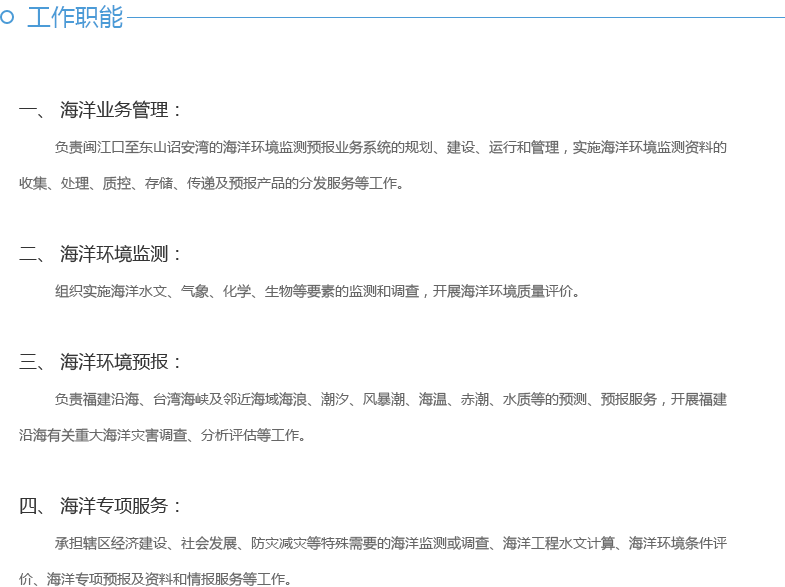 工作职能
一、 海洋业务管理：
负责闽江口至东山诏安湾的海洋环境监测预报业务系统的规划、建设、运行和管理，实施海洋环境监测资料的
收集、处理、质控、存储、传递及预报产品的分发服务等工作。
二、 海洋环境监测：
组织实施海洋水文、气象、化学、生物等要素的监测和调查，开展海洋环境质量评价。
三、 海洋环境预报：
负责福建沿海、台湾海峡及邻近海域海浪、潮汐、风暴潮、海温、赤潮、水质等的预测、预报服务，开展福建
沿海有关重大海洋灾害调查、分析评估等工作。
四、 海洋专项服务：
承担辖区经济建设、社会发展、防灾减灾等特殊需要的海洋监测或调查、海洋工程水文计算、海洋环境条件评
价、海洋专项预报及资料和情报服务等工作。